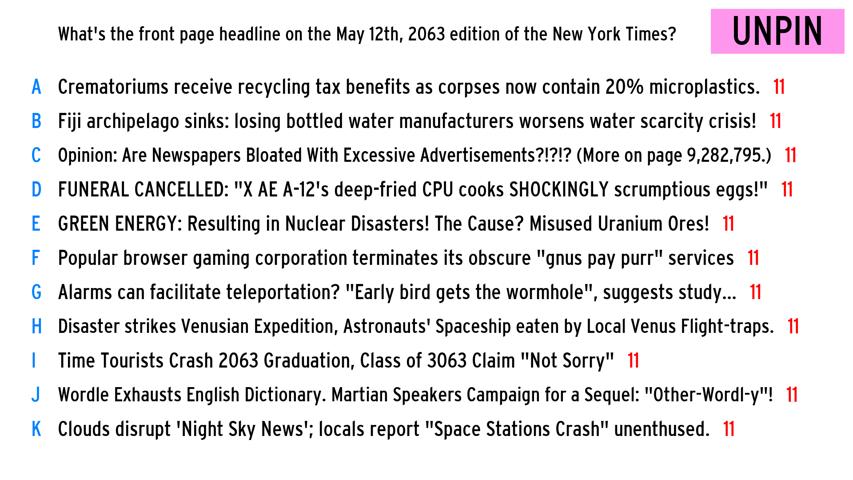 What's the front page headline on the May 12th, 2063 edition of the New York Times?
UNPIN
A Crematoriums receive recycling tax benefits as corpses now contain 20% microplastics. 11
B Fiji archipelago sinks: losing bottled water manufacturers worsens water scarcity crisis! 11
C Opinion: Are Newspapers Bloated With Excessive Advertisements?!?!? (More on page 9,282,795.) 11
D FUNERAL CANCELLED: "X AE A-12's deep-fried CPU cooks SHOCKINGLY scrumptious eggs!" 11
E GREEN ENERGY: Resulting in Nuclear Disasters! The Cause? Misused Uranium Ores! 11
F Popular browser gaming corporation terminates its obscure "gnus pay purr" services 11
G Alarms can facilitate teleportation? "Early bird gets the wormhole", suggests study... 11
H Disaster strikes Venusian Expedition, Astronauts' Spaceship eaten by Local Venus Flight-traps. 11
I Time Tourists Crash 2063 Graduation, Class of 3063 Claim "Not Sorry" 11
J Wordle Exhausts English Dictionary. Martian Speakers Campaign for a Sequel: "Other-Wordl-y"! 11
K Clouds disrupt 'Night Sky News'; locals report "Space Stations Crash" unenthused. 11